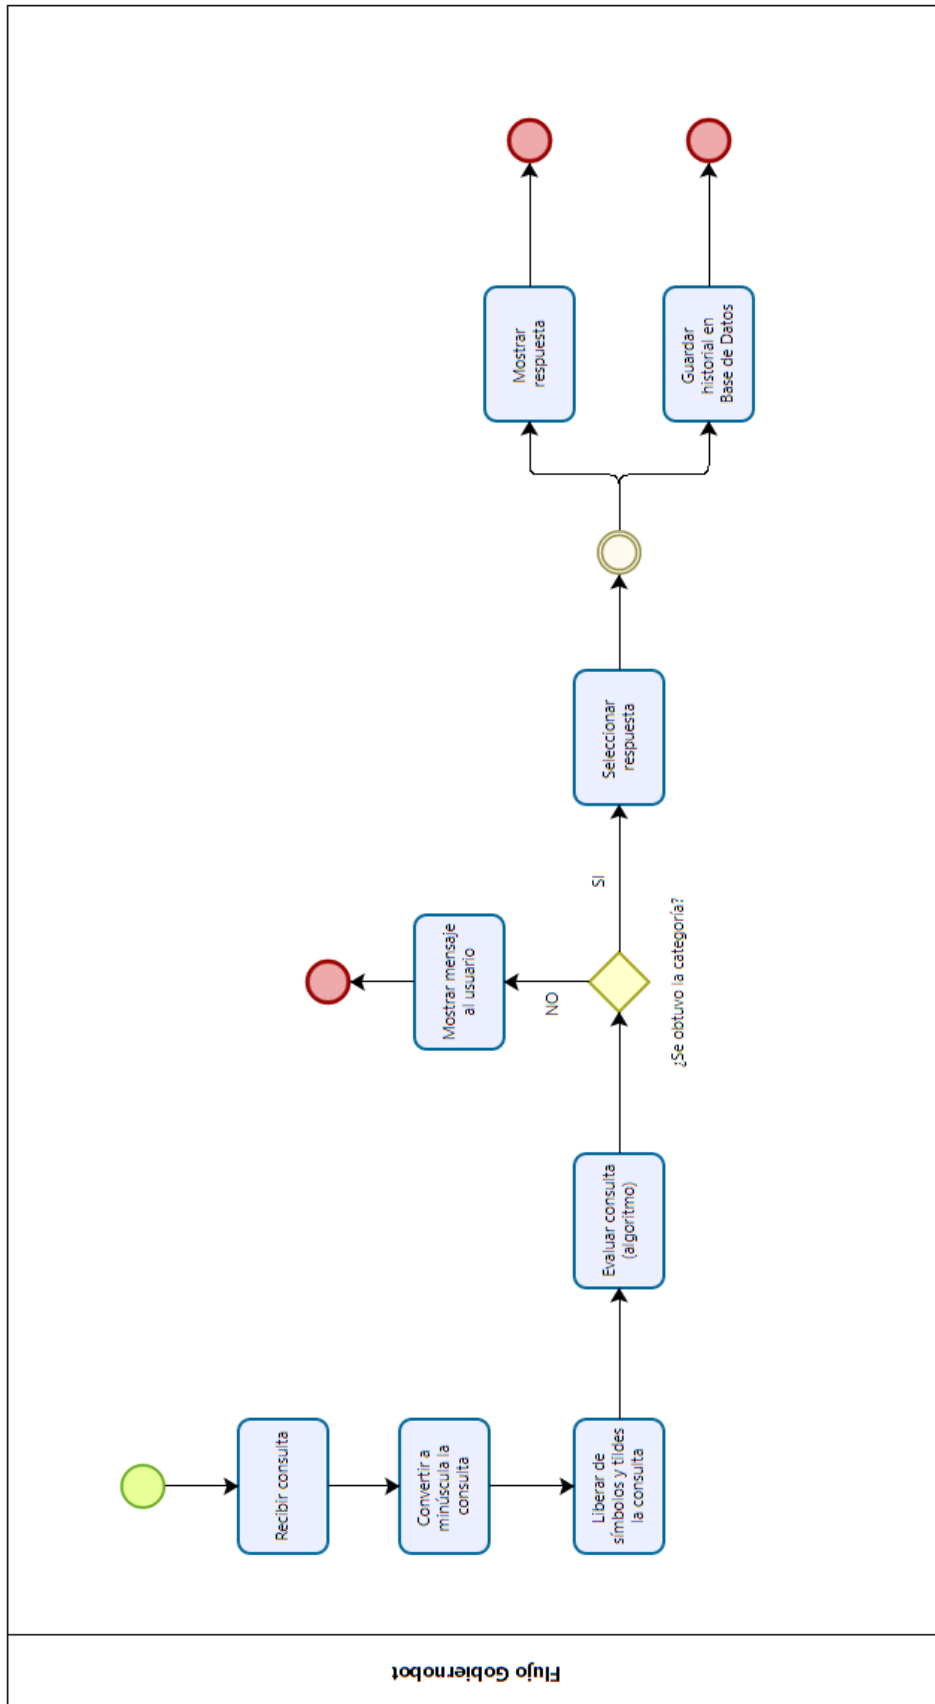 Flujo Gobiernobot
Recibir consulta
Convertir a
minúscula la
consulta
Liberar de
símbolos y tildes
la consulta
Evaluar consulta
(algoritmo)
¿Se obtuvo la categoría?
NO
Mostrar mensaje
al usuario
SI
Seleccionar
respuesta
Mostrar
respuesta
Guardar
historial en
Base de Datos